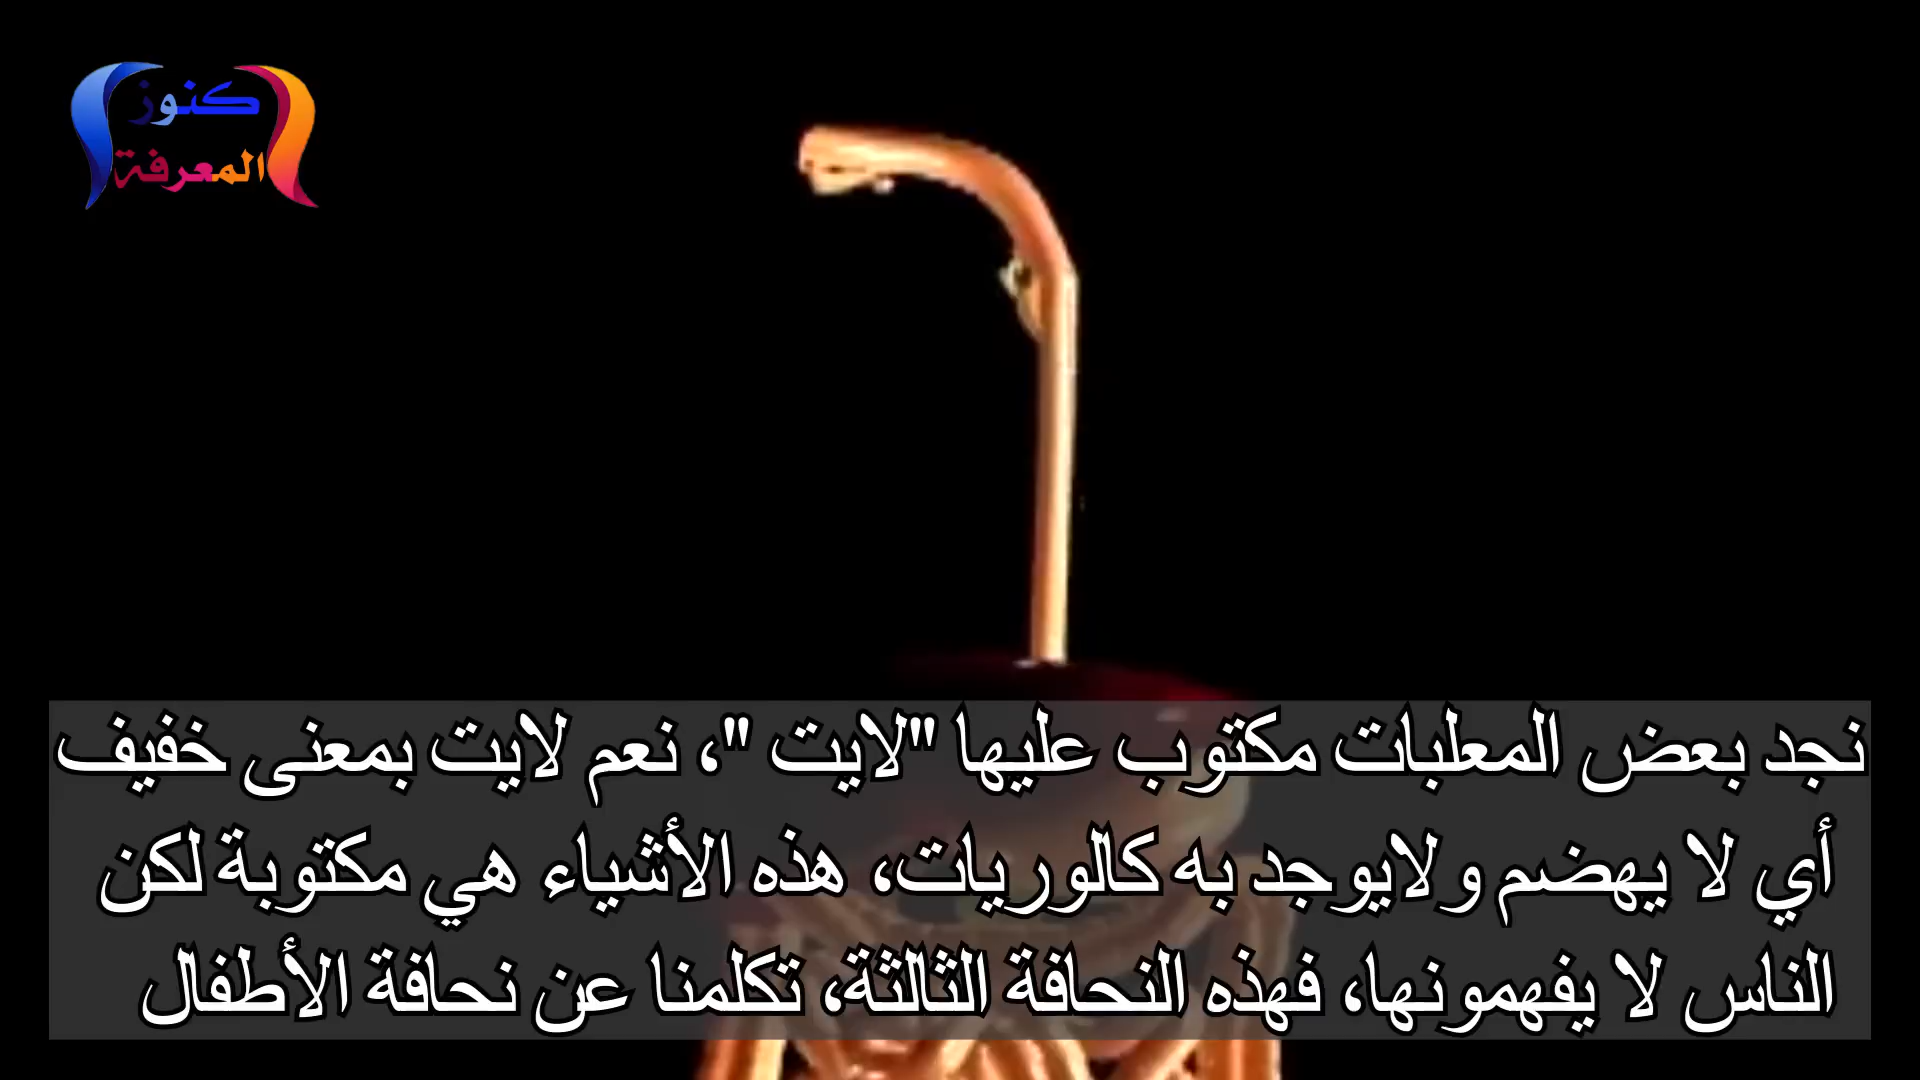 كنوز
المعرفة
نجد بعض المعلبات مكتوب عليها "لايت "، نعم لايت بمعنى خفيف
أي لا يهضم ولايوجد به كالوريات، هذه الأشياء هي مكتوبة لكن
الناس لا يفهمونها، فهذه النحافة الثالثة، تكلمنا عن نحافة الأطفال